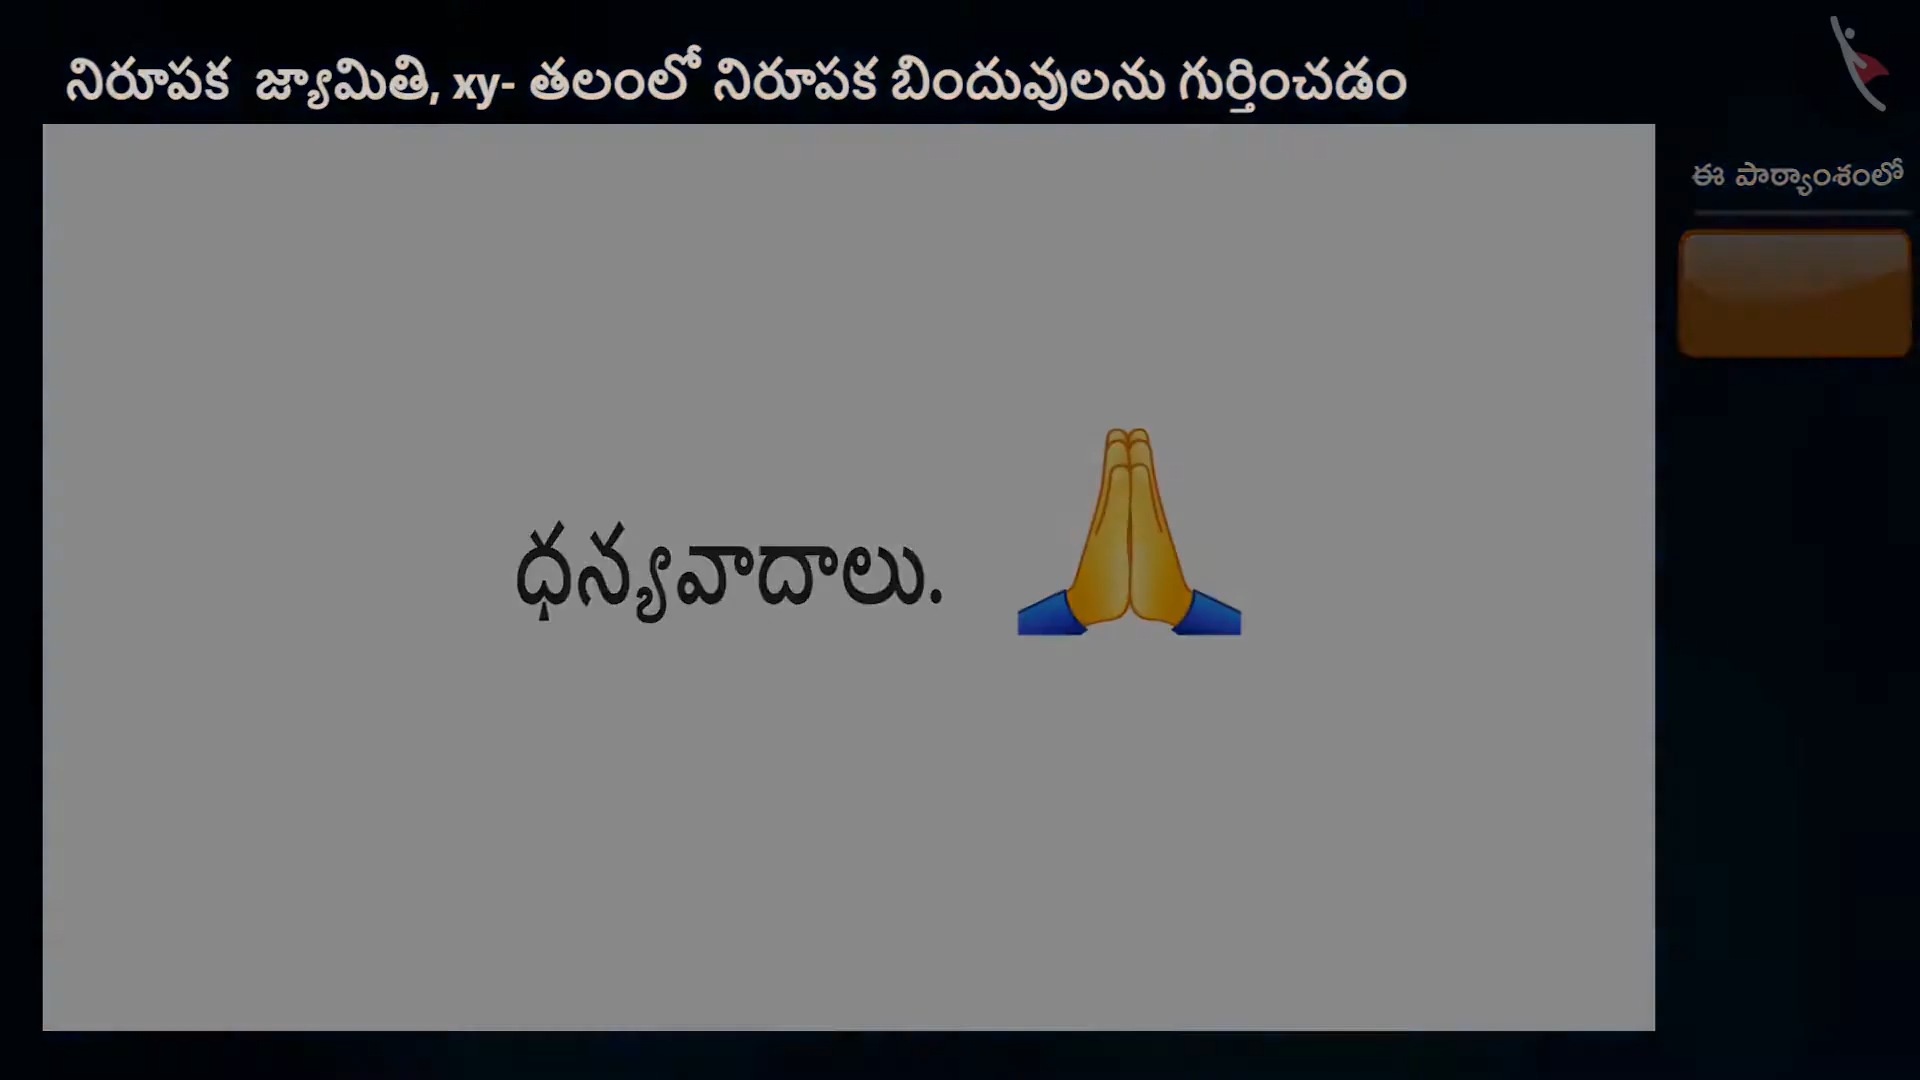 నిరూపక జ్యామితి, xy- తలంలో నిరూపక బిందువులను గుర్తించడం
ఈ పాఠ్యాంశంలో
ధన్యవాదాలు.